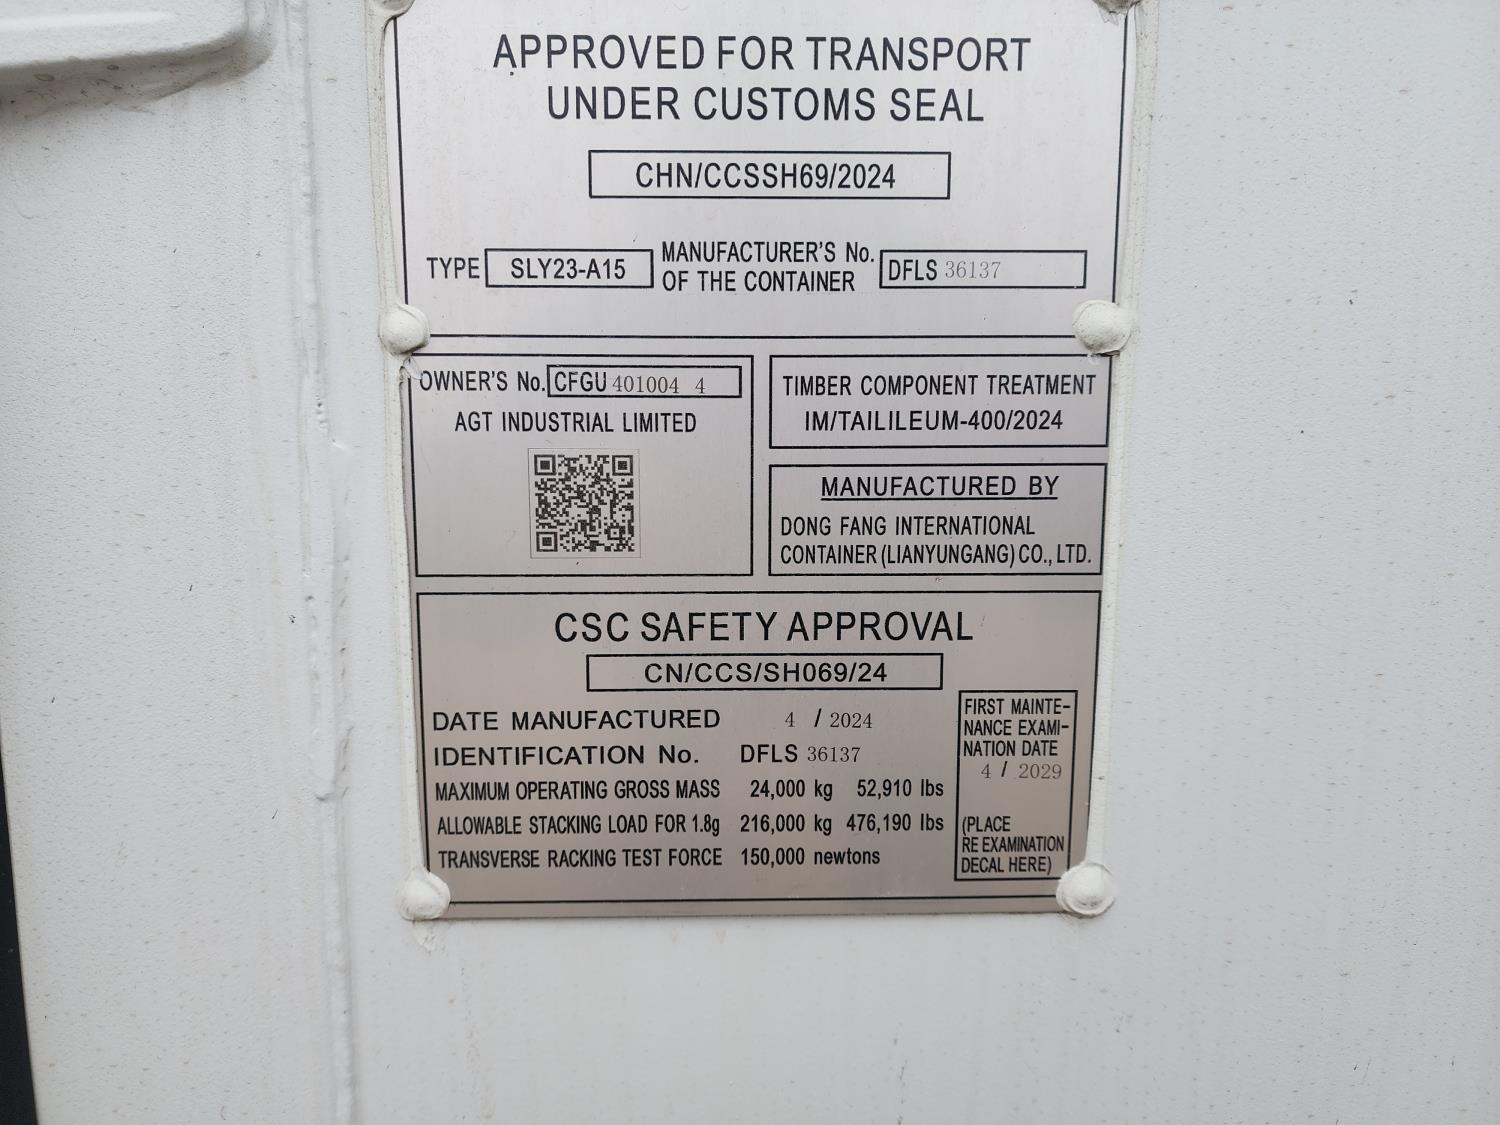 APPROVED FOR TRANSPORT
UNDER CUSTOMS SEAL
CHN/CCSSH69/2024
TYPE SLY23-A15 MANUFACTURER'S No.
OF THE CONTAINER DFLS 36137
OWNER'S No. CFGU 401004 4
AGT INDUSTRIAL LIMITED
TIMBER COMPONENT TREATMENT
IM/TAILILEUM-400/2024
MANUFACTURED BY
DONG FANG INTERNATIONAL
CONTAINER (LIANYUNGANG) CO., LTD.
CSC SAFETY APPROVAL
CN/CCS/SH069/24
DATE MANUFACTURED 4 / 2024
IDENTIFICATION No. DFLS 36137
MAXIMUM OPERATING GROSS MASS 24,000 kg 52,910 lbs
ALLOWABLE STACKING LOAD FOR 1.8g 216,000 kg 476,190 lbs
TRANSVERSE RACKING TEST FORCE 150,000 newtons
FIRST MAINTE-
NANCE EXAMI-
NATION DATE
4 / 2029
(PLACE
RE EXAMINATION
DECAL HERE)